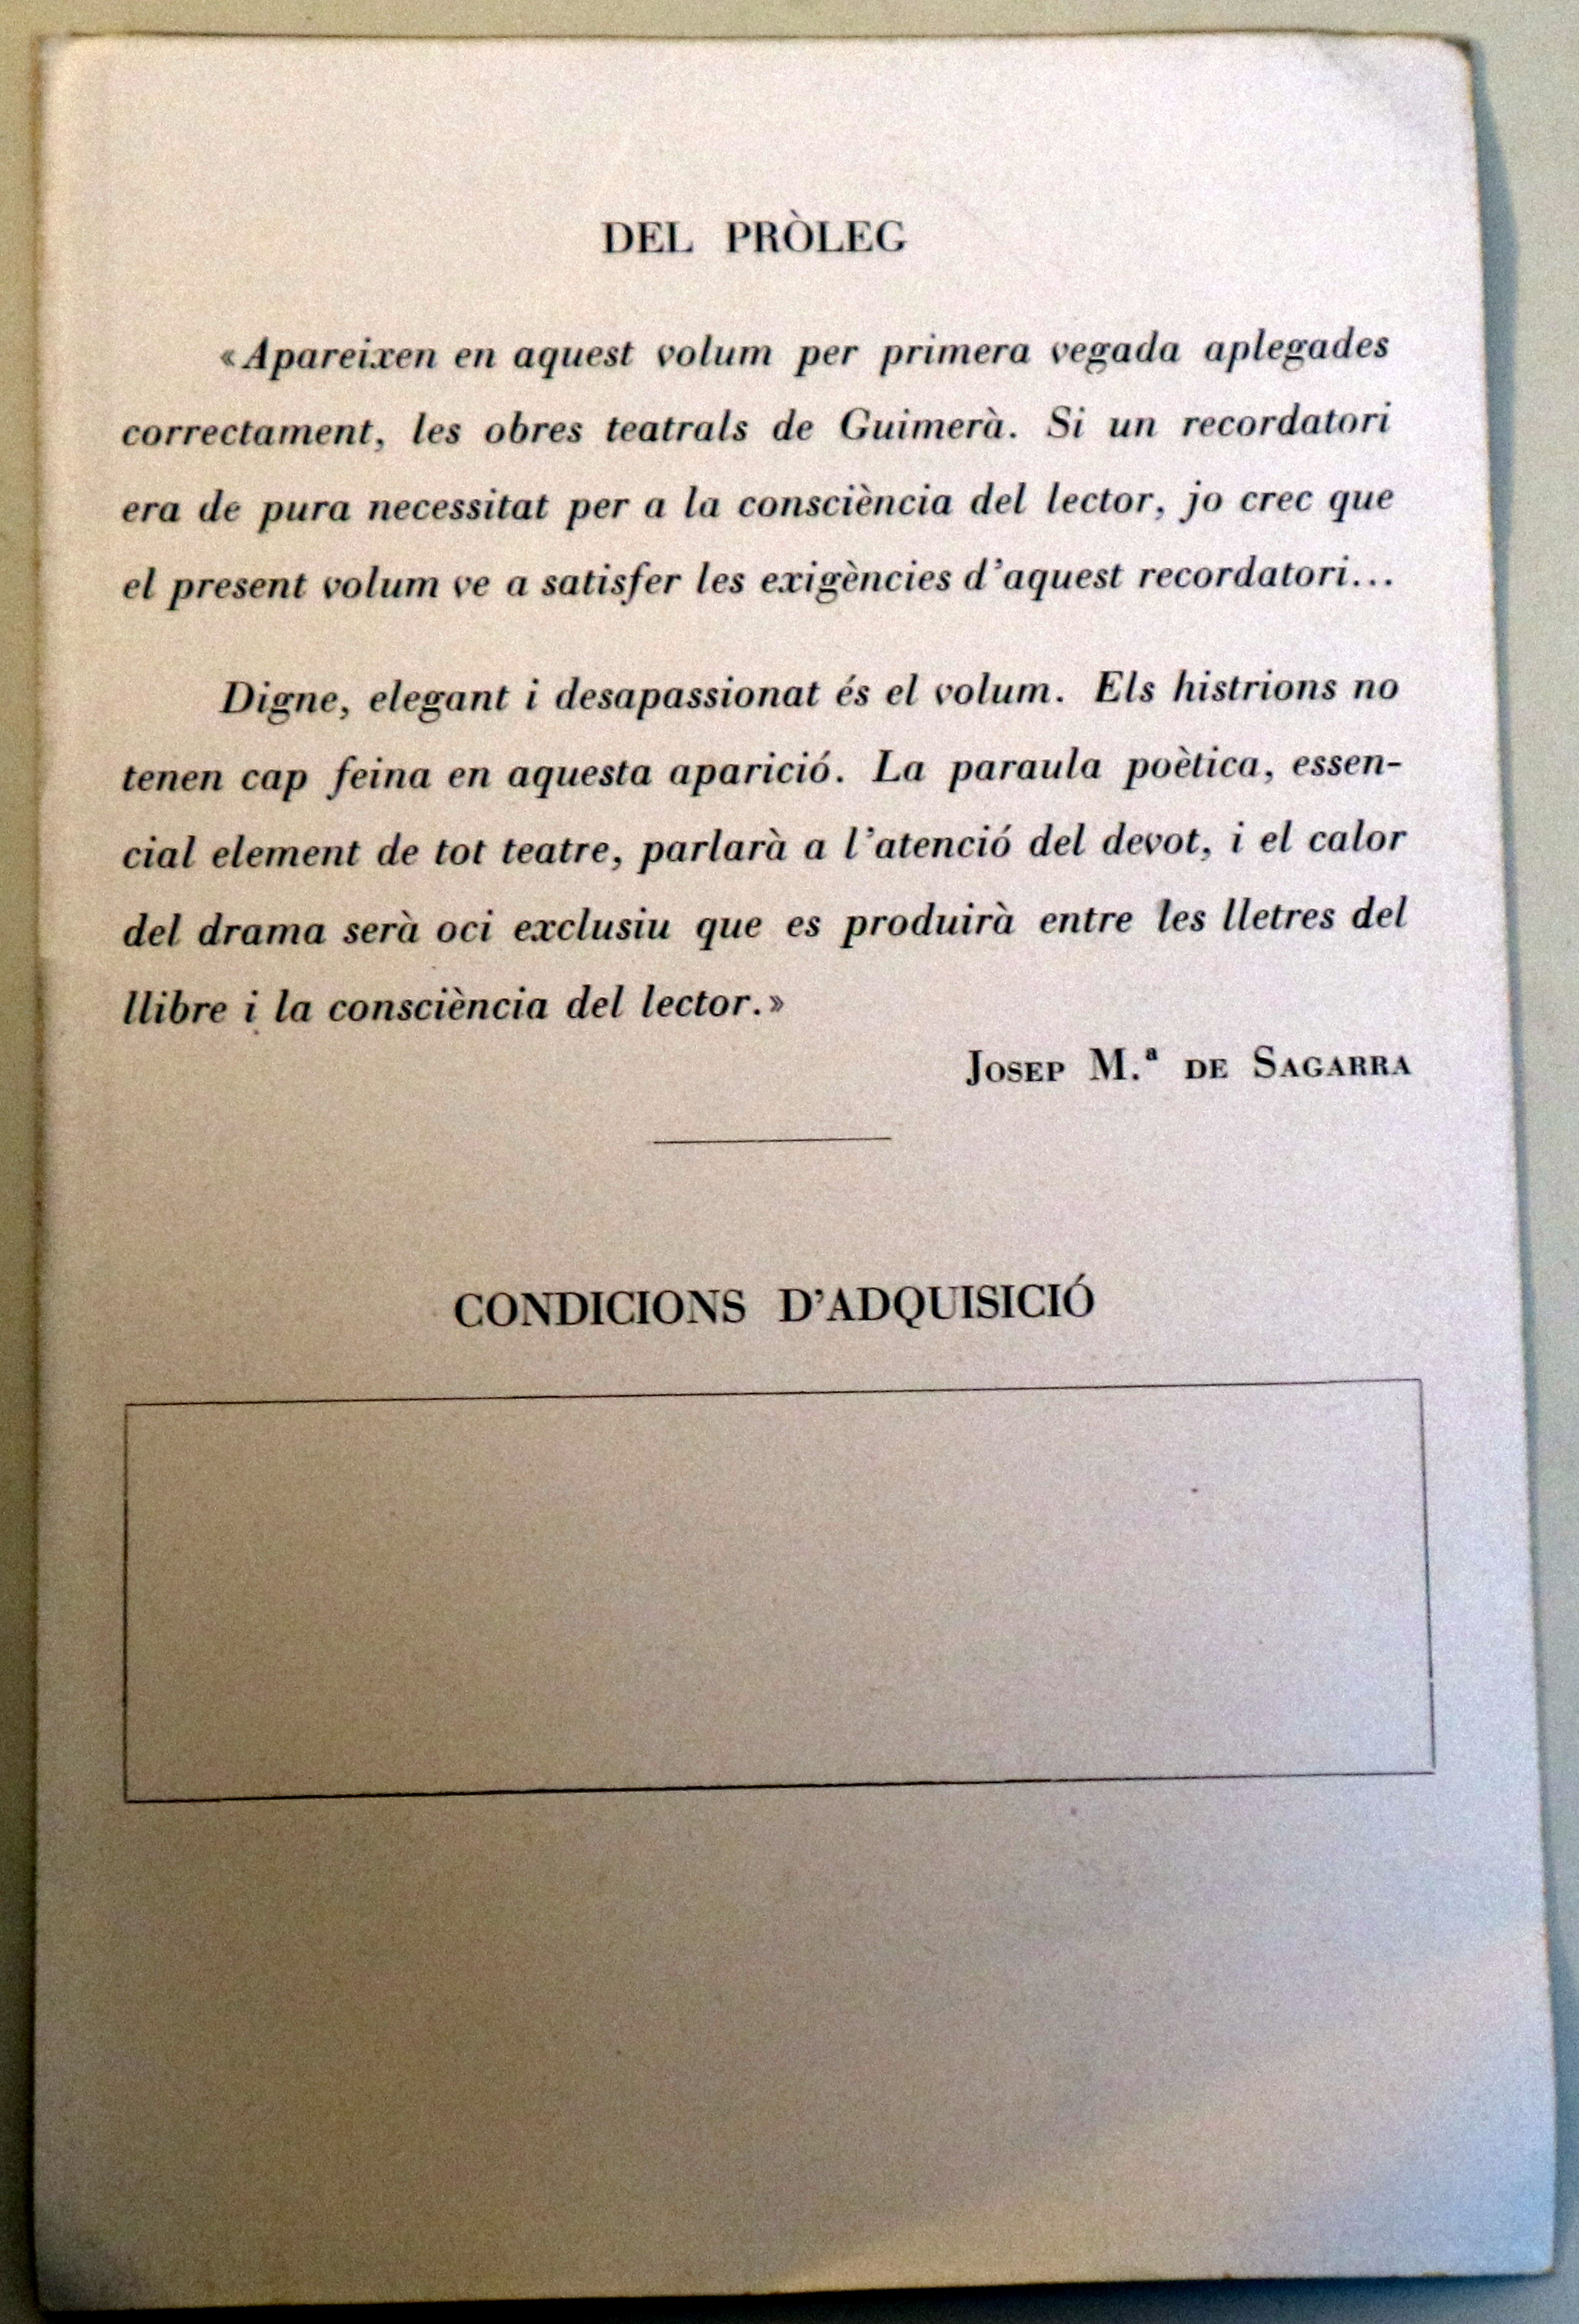 DEL PRÒLEG
«Apareixen en aquest volum per primera vegada aplegades
correctament, les obres teatrals de Guimerà. Si un recordatori
era de pura necessitat per a la consciència del lector, jo crec que
el present volum ve a satisfer les exigències d'aquest recordatori...
Digne, elegant i desapassionat és el volum. Els histrions no
tenen cap feina en aquesta aparició. La paraula poètica, essen-
cial element de tot teatre, parlarà a l'atenció del devot, i el calor
del drama serà oci exclusiu que es produirà entre les lletres del
llibre i la consciència del lector.»
JOSEP M.ª DE SAGARRA
CONDICIONS D'ADQUISICIÓ